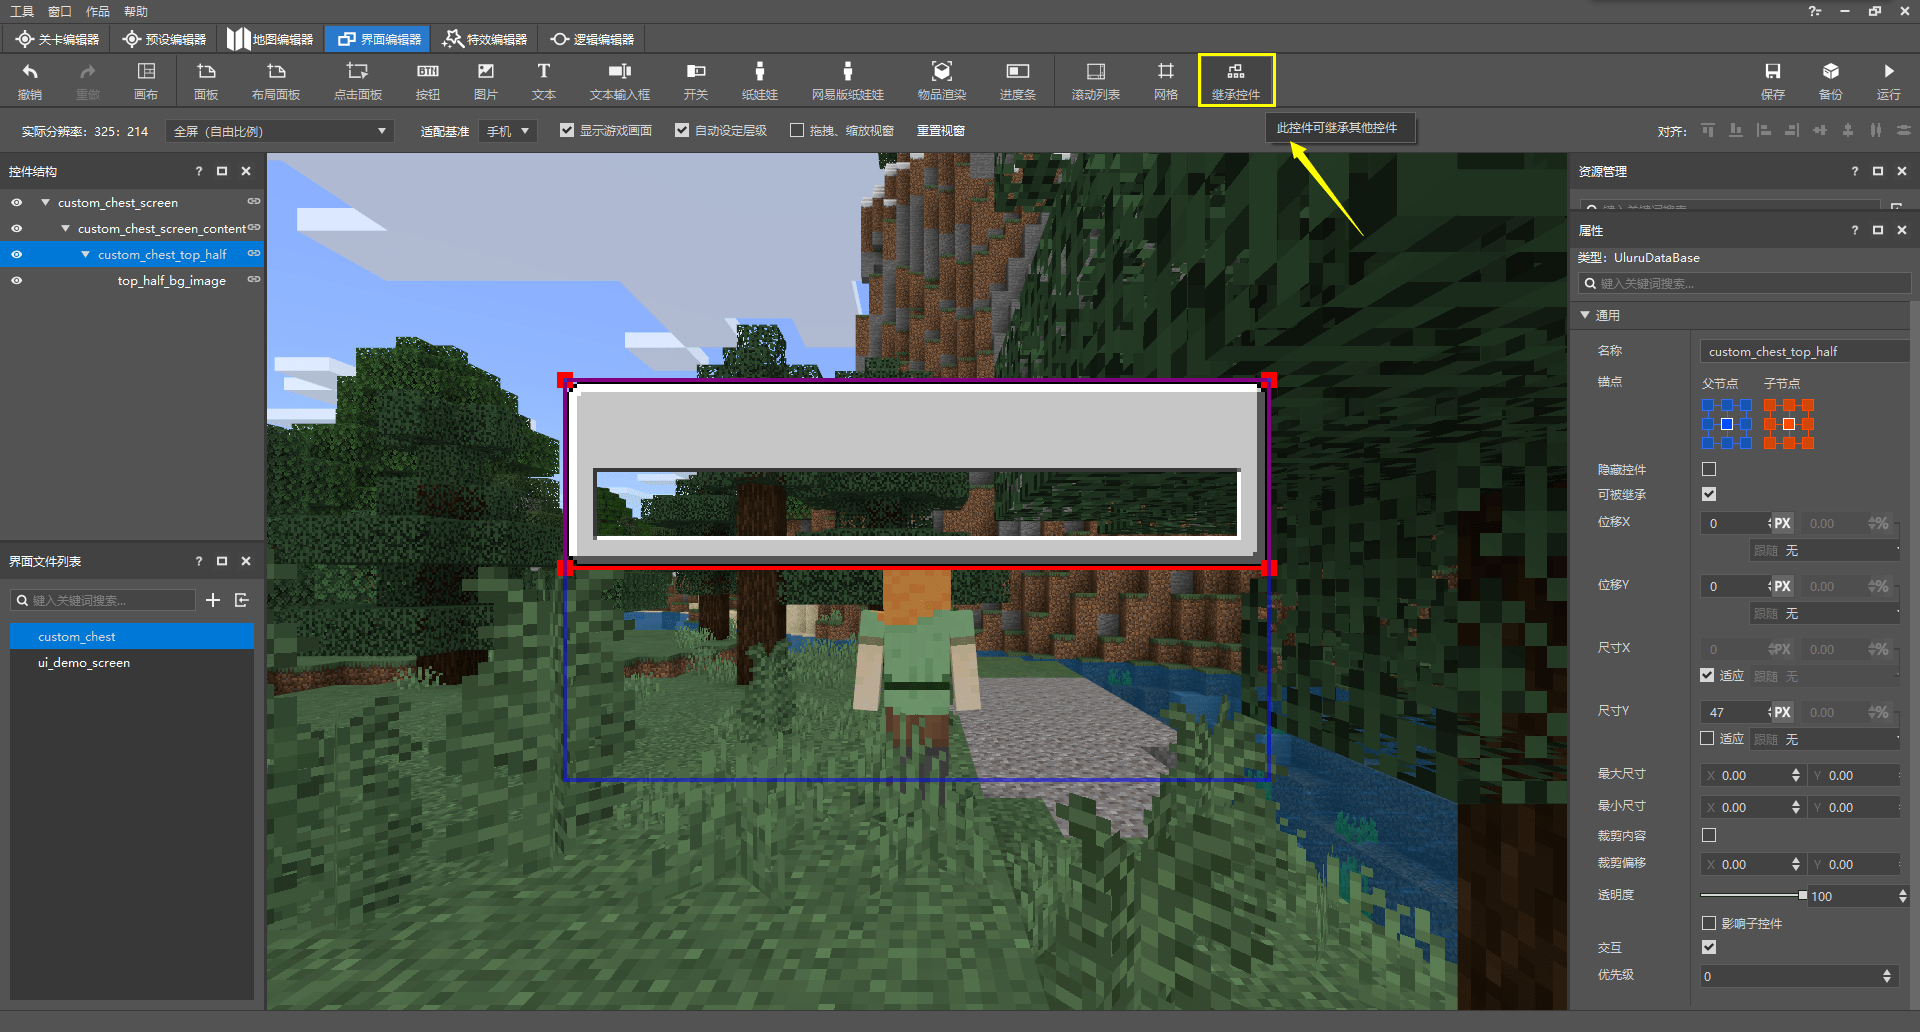 工具 窗口 作品 帮助
关卡编辑器 预设编辑器 地图编辑器 界面编辑器 特效编辑器 逻辑编辑器
撤销 重做 画布 面板 布局面板 点击面板 按钮 图片 文本 文本输入框 开关 纸娃娃 网易版纸娃娃 物品渲染 进度条 滚动列表 网格 继承控件 保存 备份 运行
实际分辨率: 325: 214 全屏（自由比例） 适配基准 手机 显示游戏画面 自动设定层级 拖拽、缩放视窗 重置视窗 对齐:
此控件可继承其他控件
控件结构
custom_chest_screen
custom_chest_screen_content
custom_chest_top_half
top_half_bg_image
界面文件列表
键入关键词搜索...
custom_chest
ui_demo_screen
资源管理
键入关键词搜索
属性
类型: UluruDataBase
键入关键词搜索...
通用
名称 custom_chest_top_half
锚点 父节点 子节点
隐藏控件
可被继承
位移X 0 PX 0.00 %
跟随 无
位移Y 0 PX 0.00 %
跟随 无
尺寸X 0 PX 0.00 %
适应 跟随 无
尺寸Y 47 PX 0.00 %
适应 跟随 无
最大尺寸 X 0.00 Y 0.00
最小尺寸 X 0.00 Y 0.00
裁剪内容
裁剪偏移 X 0.00 Y 0.00
透明度 100
影响子控件
交互
优先级 0